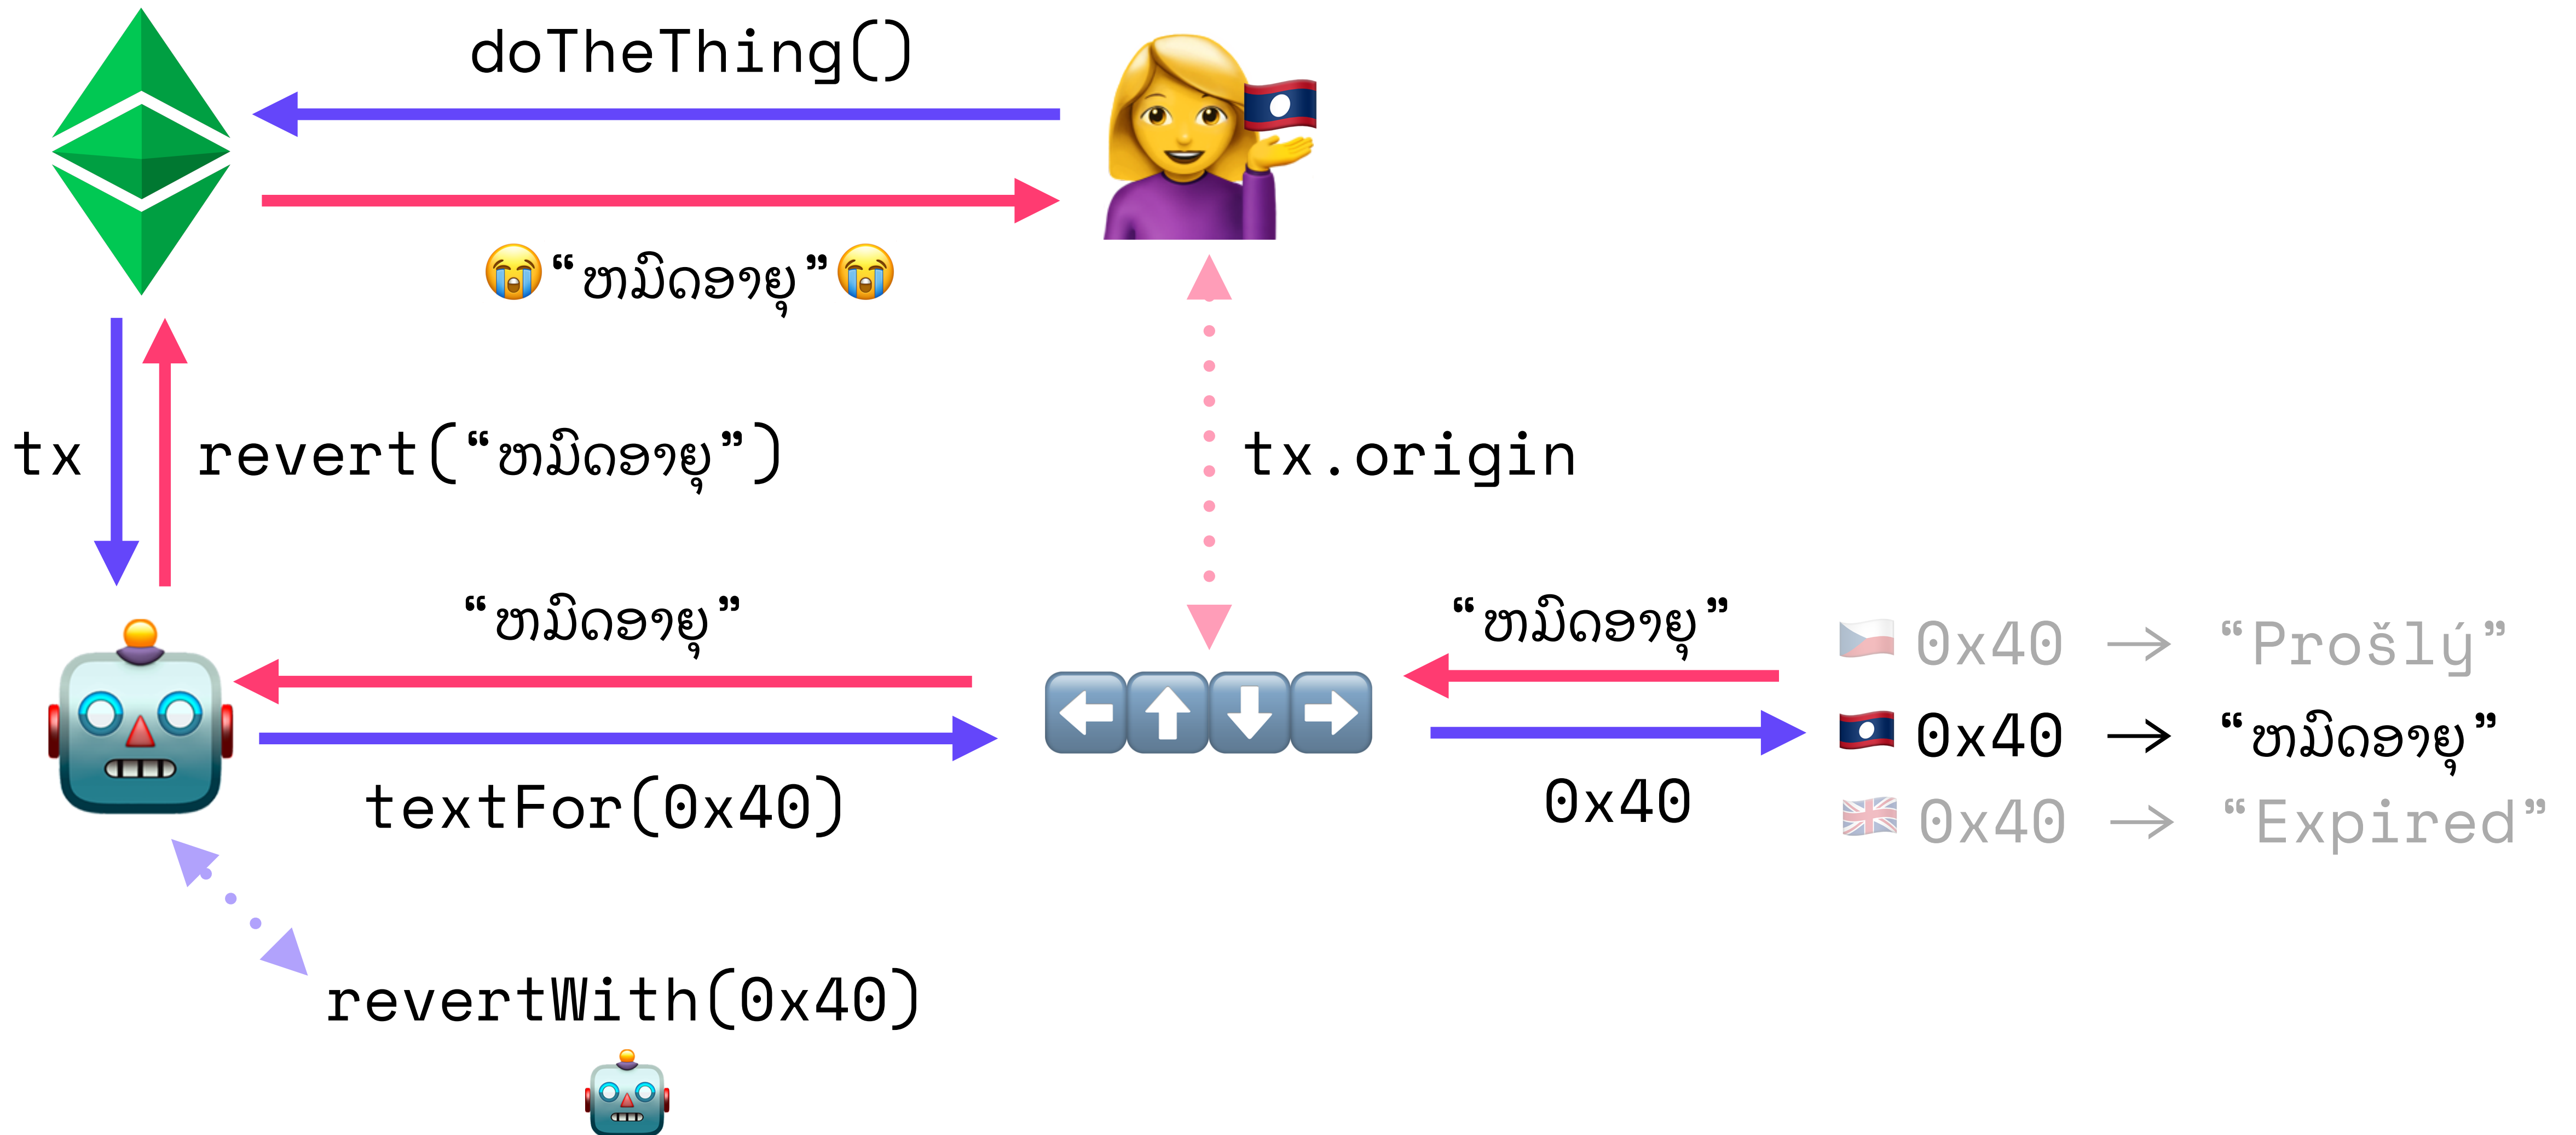 doTheThing()
“ຫມົດອາຍຸ”
tx
revert(“ຫມົດອາຍຸ”)
tx.origin
“ຫມົດອາຍຸ”
“ຫມົດອາຍຸ”
0x40 → “Prošlý”
0x40 → “ຫມົດອາຍຸ”
0x40 → “Expired”
textFor(0x40)
0x40
revertWith(0x40)